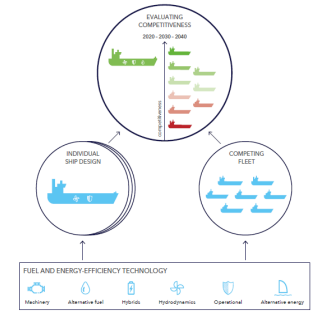 EVALUATING
COMPETITIVENESS
2020 - 2030 - 2040
competitiveness
INDIVIDUAL
SHIP DESIGN
COMPETING
FLEET
FUEL AND ENERGY-EFFICIENCY TECHNOLOGY
Machinery
Alternative fuel
Hybrids
Hydrodynamics
Operational
Alternative energy